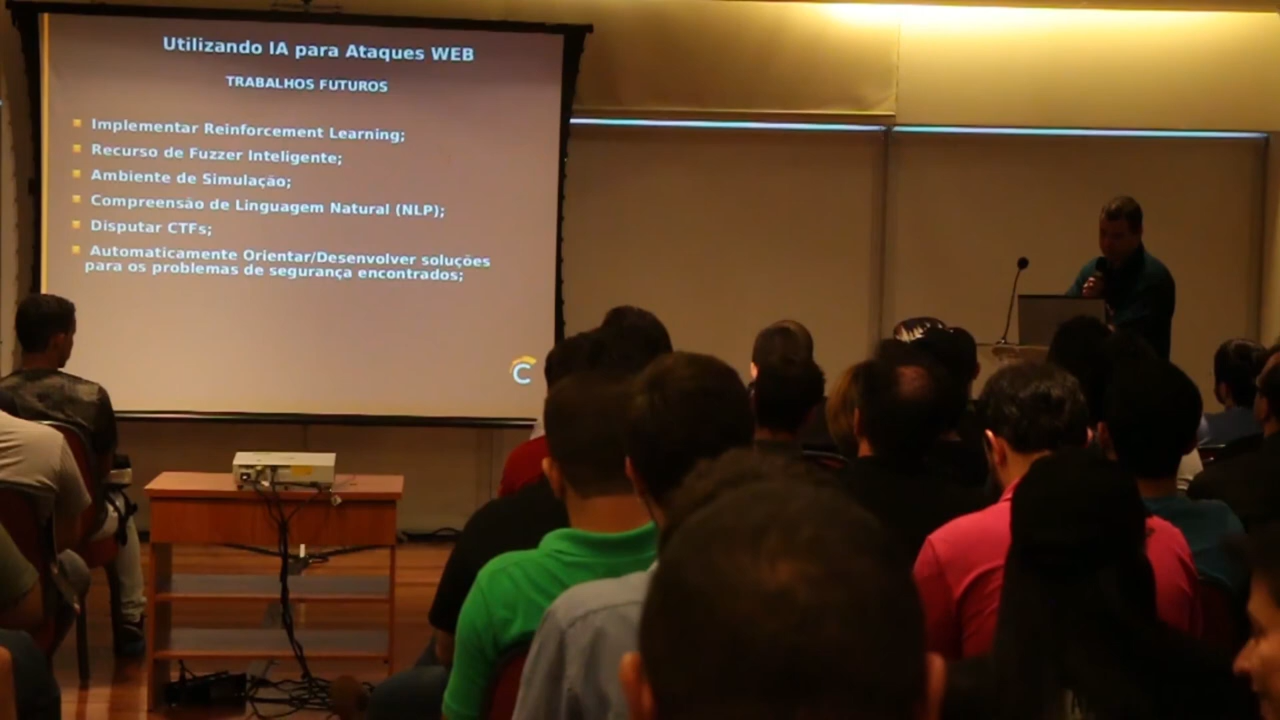 Utilizando IA para Ataques WEB
TRABALHOS FUTUROS
Implementar Reinforcement Learning;
Recurso de Fuzzer Inteligente;
Ambiente de Simulação;
Compreensão de Linguagem Natural (NLP);
Disputar CTFs;
Automaticamente Orientar/Desenvolver soluções
para os problemas de segurança encontrados;
C